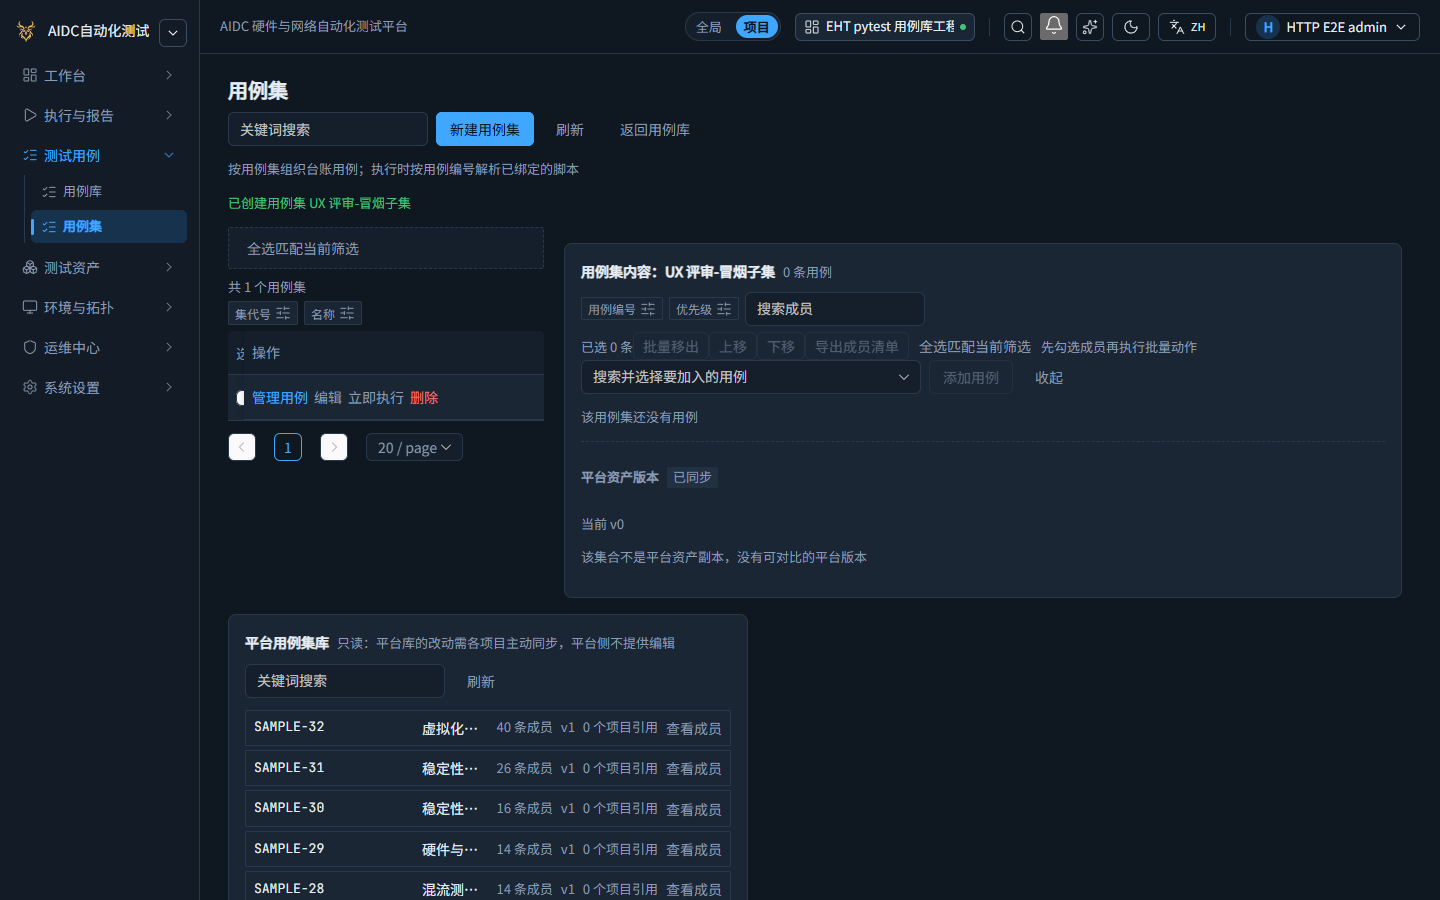 AIDC自动化测试
AIDC 硬件与网络自动化测试平台
全局
项目
EHT pytest 用例库工程
ZH
H
HTTP E2E admin
工作台
执行与报告
测试用例
用例库
用例集
测试资产
环境与拓扑
运维中心
系统设置
用例集
关键词搜索
新建用例集
刷新
返回用例库
按用例集组织台账用例；执行时按用例编号解析已绑定的脚本
已创建用例集 UX 评审-冒烟子集
全选匹配当前筛选
共 1 个用例集
集代号
名称
操作
管理用例 编辑 立即执行 删除
1
20 / page
用例集内容：UX 评审-冒烟子集 0 条用例
用例编号
优先级
搜索成员
已选 0 条 批量移出 上移 下移 导出成员清单 全选匹配当前筛选 先勾选成员再执行批量动作
搜索并选择要加入的用例
添加用例
收起
该用例集还没有用例
平台资产版本 已同步
当前 v0
该集合不是平台资产副本，没有可对比的平台版本
平台用例集库 只读：平台库的改动需各项目主动同步，平台侧不提供编辑
关键词搜索
刷新
SAMPLE-32 虚拟化… 40 条成员 v1 0 个项目引用 查看成员
SAMPLE-31 稳定性… 26 条成员 v1 0 个项目引用 查看成员
SAMPLE-30 稳定性… 16 条成员 v1 0 个项目引用 查看成员
SAMPLE-29 硬件与… 14 条成员 v1 0 个项目引用 查看成员
SAMPLE-28 混流测… 14 条成员 v1 0 个项目引用 查看成员